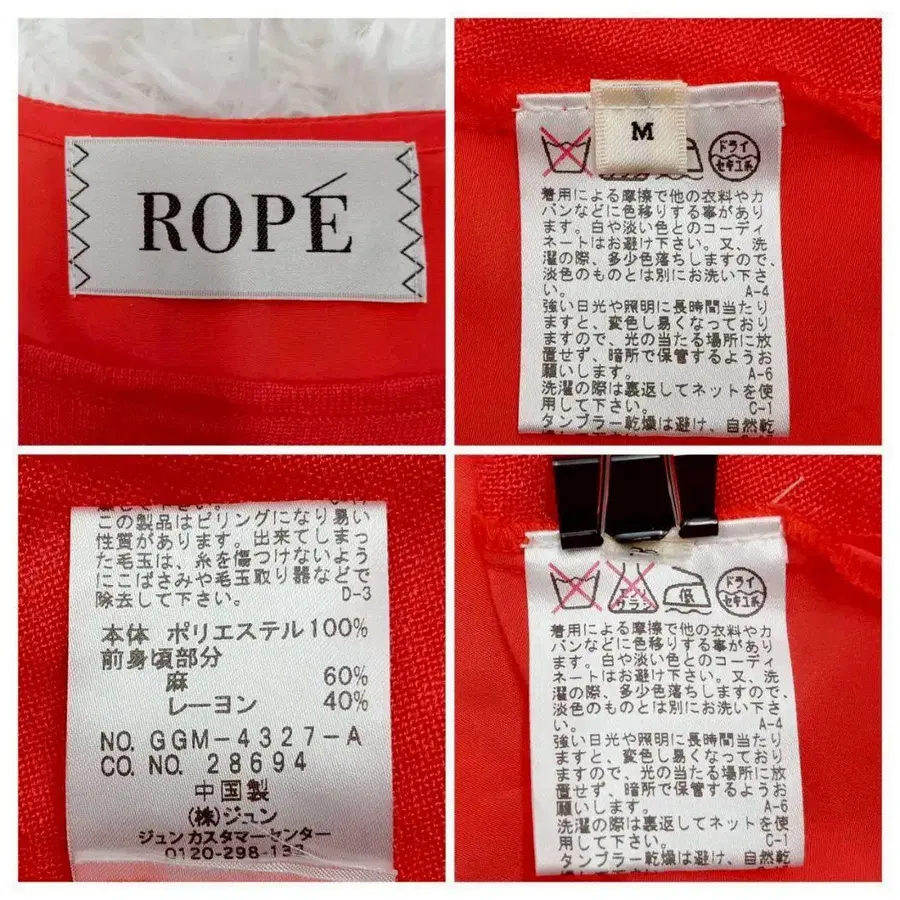 ROPÉ
M
ドライ
セキユ系
着用による摩擦で他の衣料やカ
バンなどに色移りする事があり
ます。白や淡い色とのコーディ
ネートはお避け下さい。又、洗
濯の際、多少色落ちしますので、
淡色のものとは別にお洗い下さ
い。 A-4
強い日光や照明に長時間当たり
ますと、変色し易くなっており
ますので、光の当たる場所に放
置せず、暗所で保管するようお
願いします。 A-6
洗濯の際は裏返してネットを使
用して下さい。 C-1
タンブラー乾燥は避け、自然乾
この製品はピリングになり易い
性質があります。出来てしまっ
た毛玉は、糸を傷つけないよう
にこばさみや毛玉取り器などで
除去して下さい。 D-3
本体 ポリエステル100%
前身頃部分
麻 60%
レーヨン 40%
NO. GGM-4327-A
CO. NO. 28694
中国製
(株)ジュン
ジュンカスタマーセンター
0120-298-133
エンソ
サラシ
低
ドライ
セキユ系
着用による摩擦で他の衣料やカ
バンなどに色移りする事があり
ます。白や淡い色とのコーディ
ネートはお避け下さい。又、洗
濯の際、多少色落ちしますので、
淡色のものとは別にお洗い下さ
い。 A-4
強い日光や照明に長時間当たり
ますと、変色し易くなっており
ますので、光の当たる場所に放
置せず、暗所で保管するようお
願いします。 A-6
洗濯の際は裏返してネットを使
用して下さい。 C-1
タンブラー乾燥は避け、自然乾